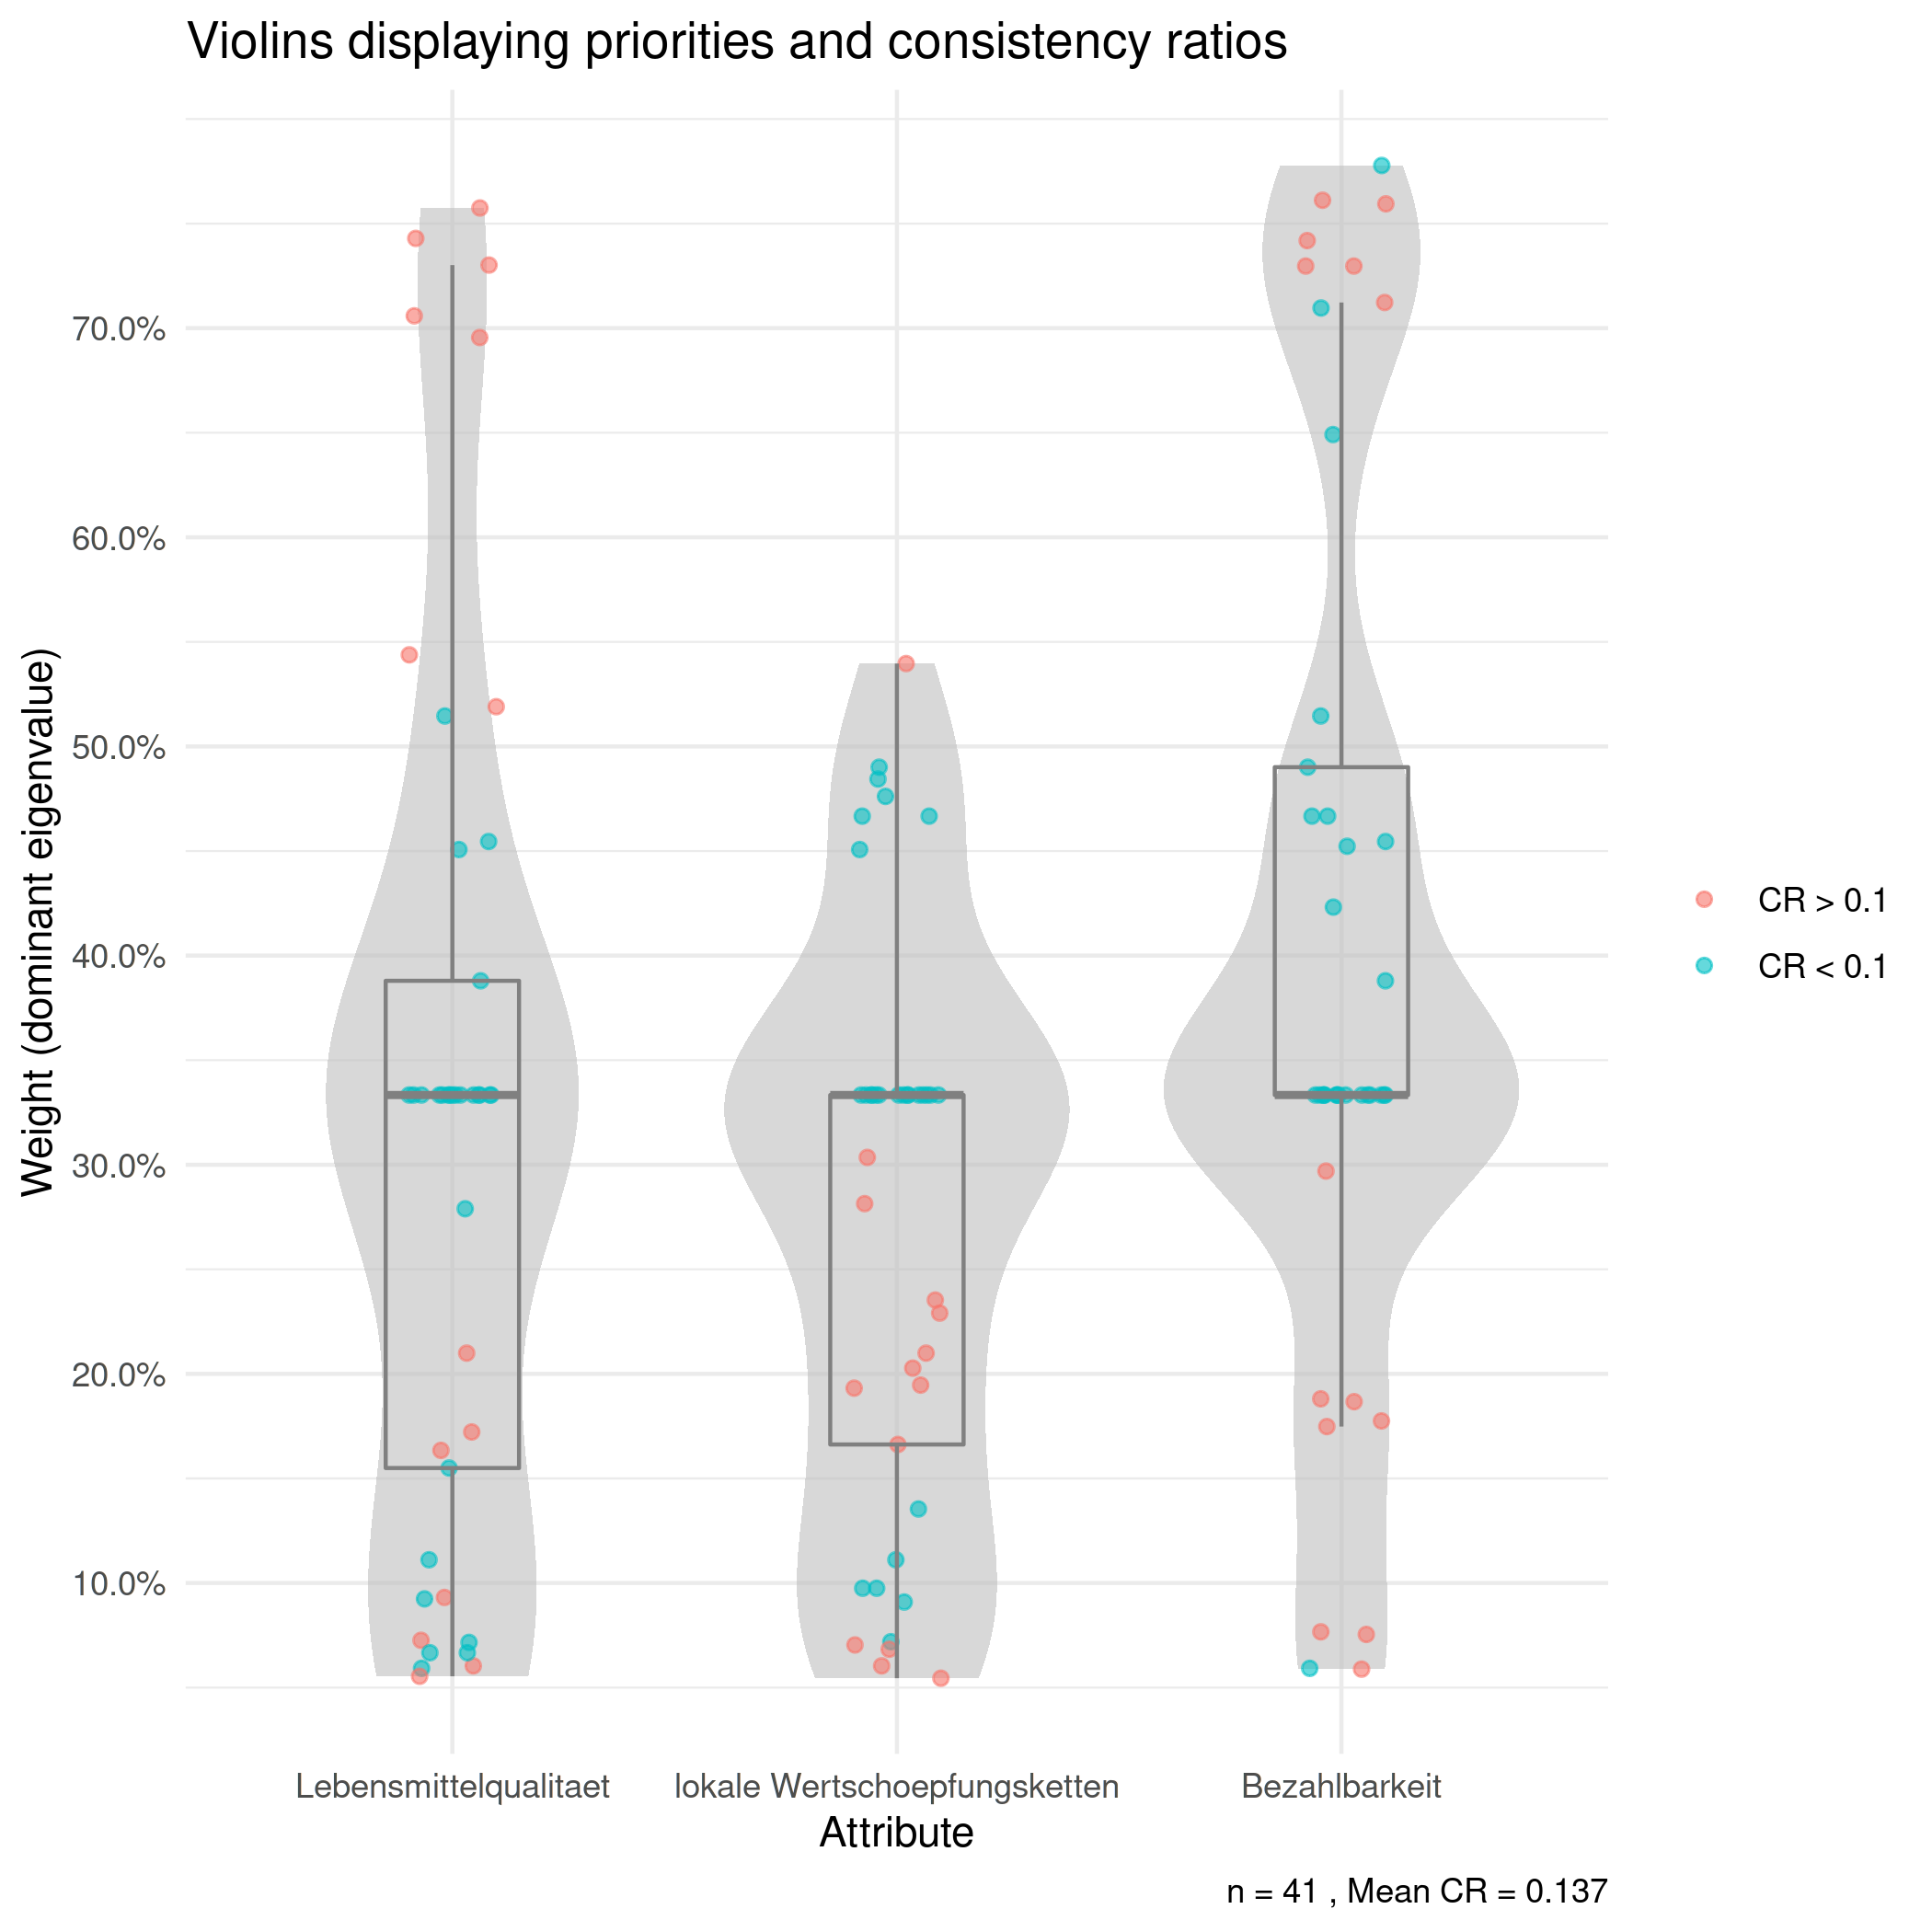 Violins displaying priorities and consistency ratios
Weight (dominant eigenvalue)
70.0%
60.0%
50.0%
40.0%
30.0%
20.0%
10.0%
CR > 0.1
CR < 0.1
Lebensmittelqualitaet
lokale Wertschoepfungsketten
Bezahlbarkeit
Attribute
n = 41 , Mean CR = 0.137